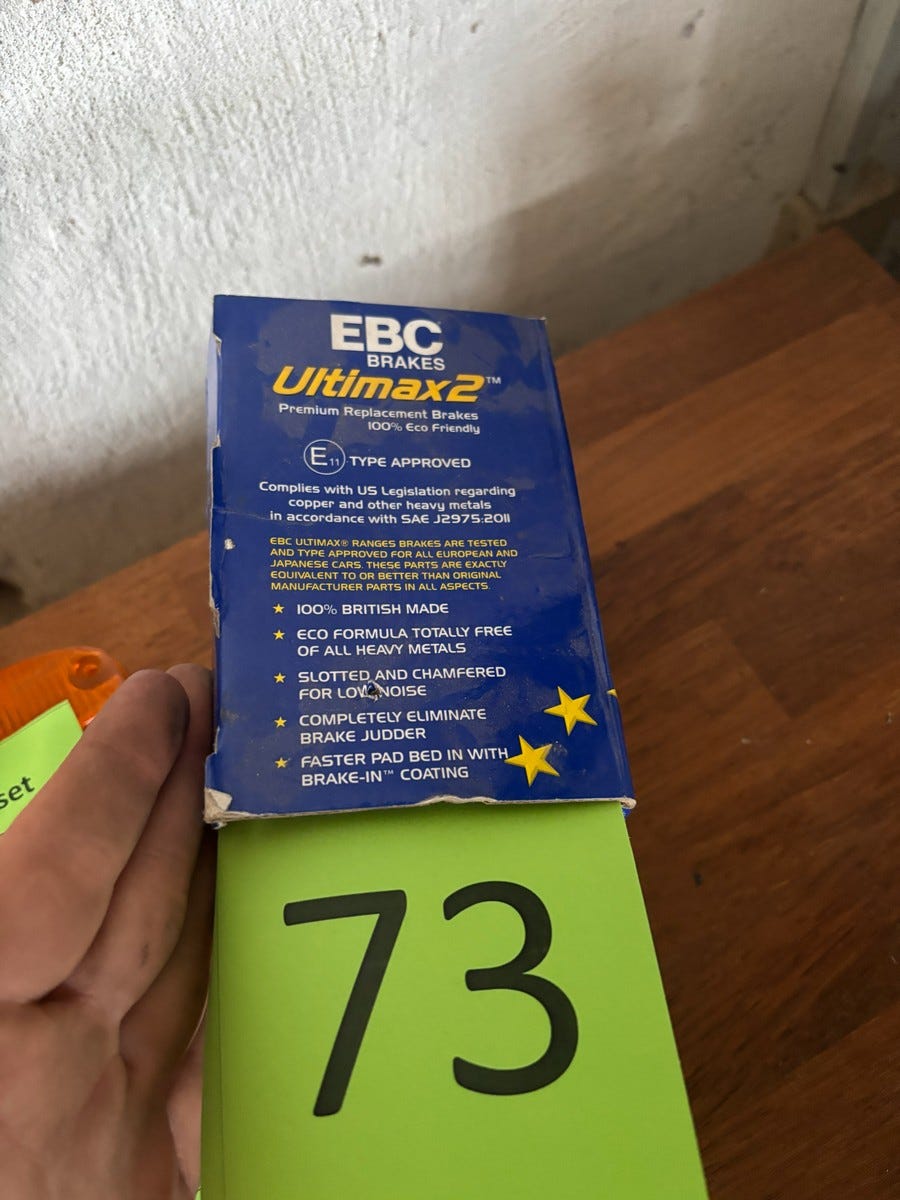 EBC
BRAKES
Ultimax2™
Premium Replacement Brakes
100% Eco Friendly
E11 TYPE APPROVED
Complies with US Legislation regarding
copper and other heavy metals
in accordance with SAE J2975:2011
EBC ULTIMAX® RANGES BRAKES ARE TESTED
AND TYPE APPROVED FOR ALL EUROPEAN AND
JAPANESE CARS. THESE PARTS ARE EXACTLY
EQUIVALENT TO OR BETTER THAN ORIGINAL
MANUFACTURER PARTS IN ALL ASPECTS.
★ 100% BRITISH MADE
★ ECO FORMULA TOTALLY FREE
OF ALL HEAVY METALS
★ SLOTTED AND CHAMFERED
FOR LOW NOISE
★ COMPLETELY ELIMINATE
BRAKE JUDDER
★ FASTER PAD BED IN WITH
BRAKE-IN™ COATING
set
73